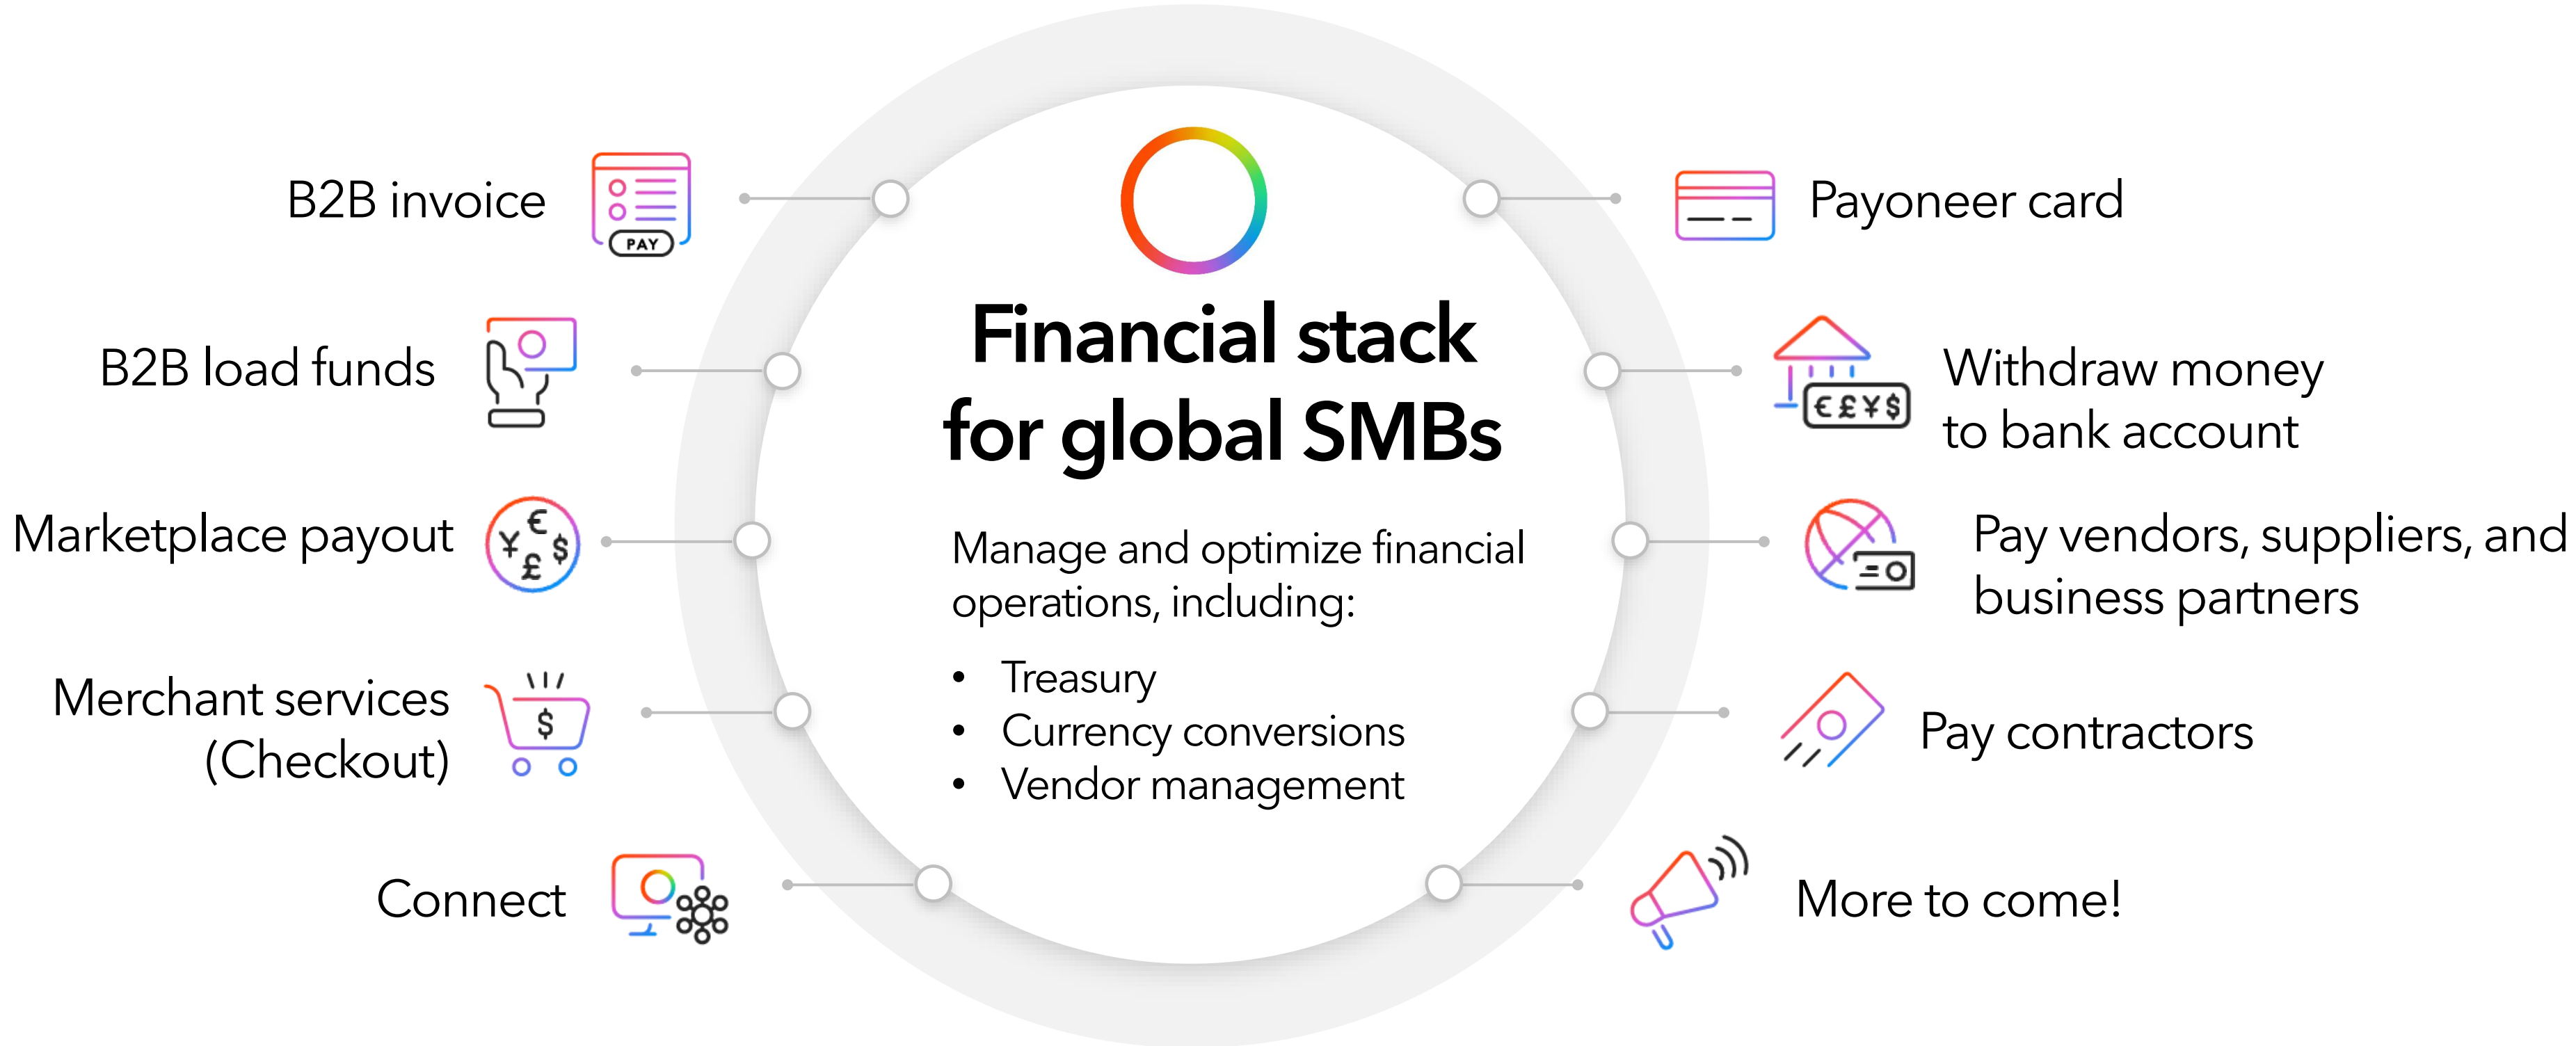 B2B invoice
PAY
B2B load funds
Marketplace payout
¥ € $ £
Merchant services
(Checkout)
$
Connect
Financial stack
for global SMBs
Manage and optimize financial
operations, including:
• Treasury
• Currency conversions
• Vendor management
Payoneer card
Withdraw money
to bank account
€£¥$
Pay vendors, suppliers, and
business partners
Pay contractors
More to come!